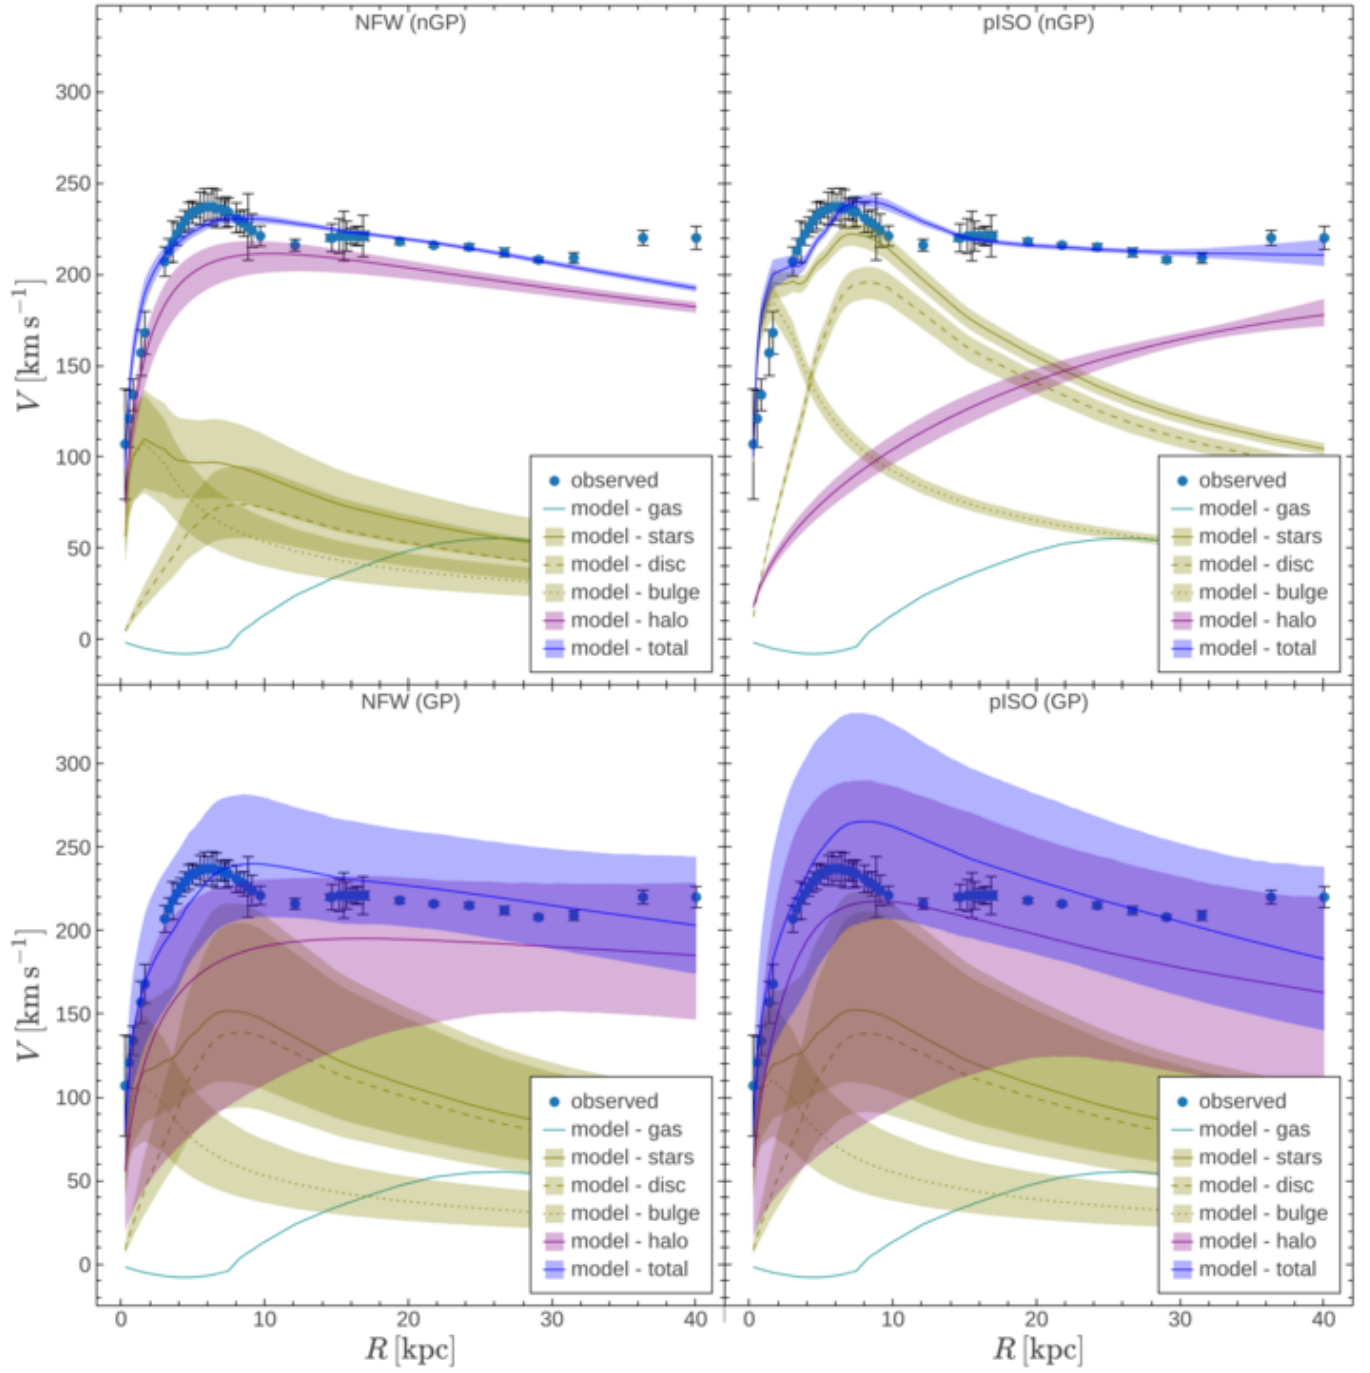 NFW (nGP)
pISO (nGP)
300
250
200
150
100
50
0
V [km s⁻¹]
observed
model - gas
model - stars
model - disc
model - bulge
model - halo
model - total
observed
model - gas
model - stars
model - disc
model - bulge
model - halo
model - total
NFW (GP)
pISO (GP)
300
250
200
150
100
50
0
V [km s⁻¹]
observed
model - gas
model - stars
model - disc
model - bulge
model - halo
model - total
observed
model - gas
model - stars
model - disc
model - bulge
model - halo
model - total
0 10 20 30 40
0 10 20 30 40
R [kpc]
R [kpc]